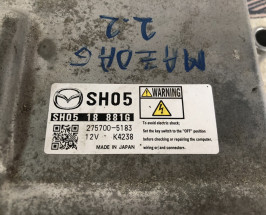 MAZDA 6
2.2
SH05
SH05 18 881G
275700-5183
12V K4238
MADE IN JAPAN
WARNING
To avoid electric shock;
Set the key switch to the "OFF" position
before checking or repairing the computer,
wiring and connectors.